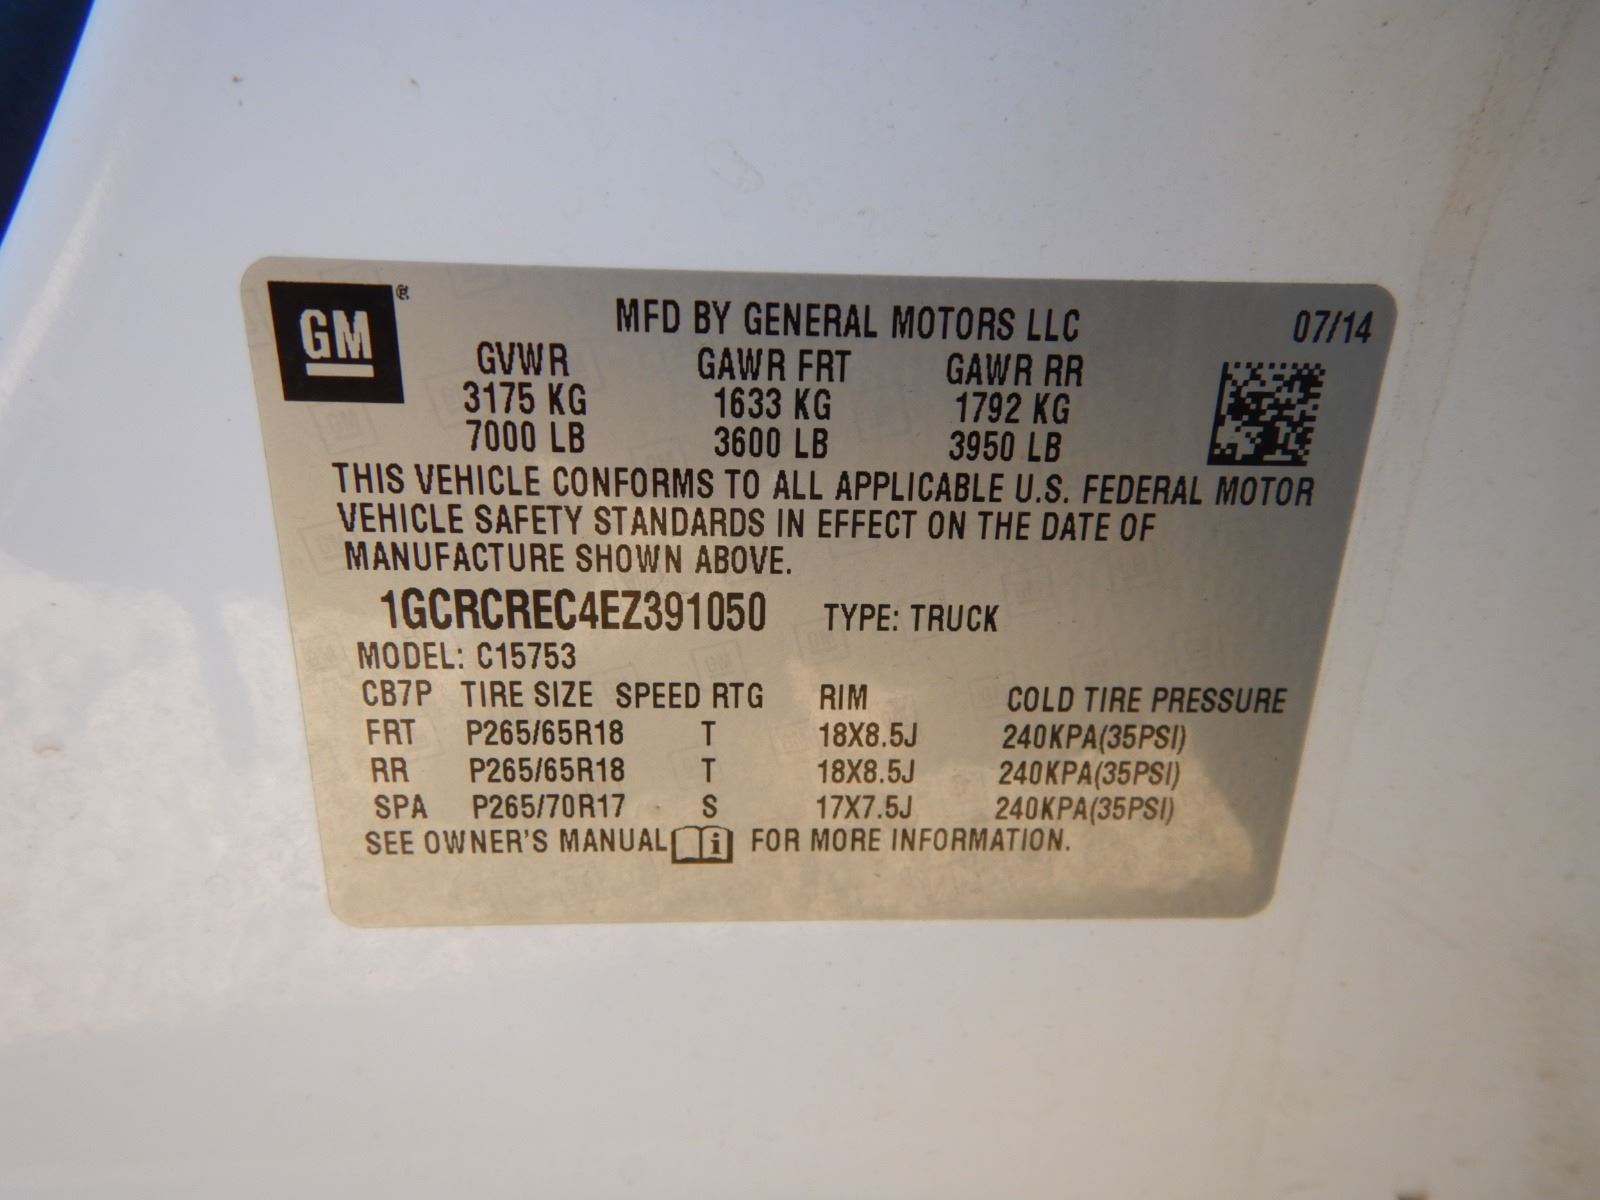 GM ®
MFD BY GENERAL MOTORS LLC 07/14
GVWR GAWR FRT GAWR RR
3175 KG 1633 KG 1792 KG
7000 LB 3600 LB 3950 LB
THIS VEHICLE CONFORMS TO ALL APPLICABLE U.S. FEDERAL MOTOR
VEHICLE SAFETY STANDARDS IN EFFECT ON THE DATE OF
MANUFACTURE SHOWN ABOVE.
1GCRCREC4EZ391050 TYPE: TRUCK
MODEL: C15753
CB7P TIRE SIZE SPEED RTG RIM COLD TIRE PRESSURE
FRT P265/65R18 T 18X8.5J 240KPA(35PSI)
RR P265/65R18 T 18X8.5J 240KPA(35PSI)
SPA P265/70R17 S 17X7.5J 240KPA(35PSI)
SEE OWNER'S MANUAL i FOR MORE INFORMATION.